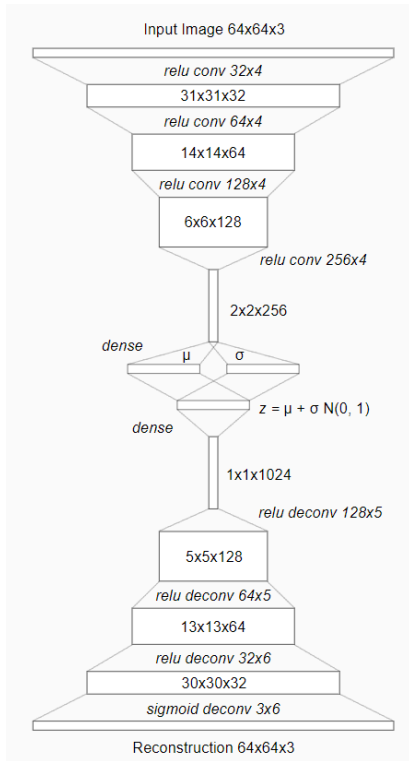 Input Image 64x64x3
relu conv 32x4
31x31x32
relu conv 64x4
14x14x64
relu conv 128x4
6x6x128
relu conv 256x4
2x2x256
dense
μ σ
z = μ + σ N(0, 1)
dense
1x1x1024
relu deconv 128x5
5x5x128
relu deconv 64x5
13x13x64
relu deconv 32x6
30x30x32
sigmoid deconv 3x6
Reconstruction 64x64x3